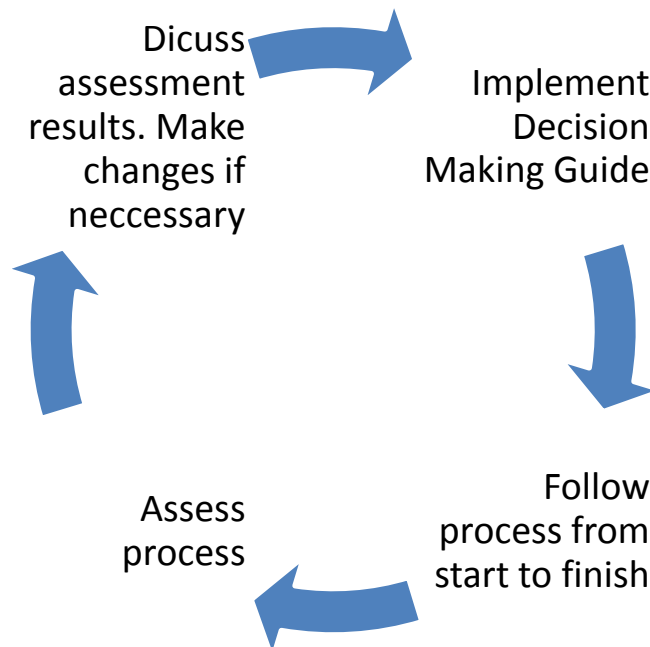 Dicuss
assessment
results. Make
changes if
neccessary
Implement
Decision
Making Guide
Follow
process from
start to finish
Assess
process